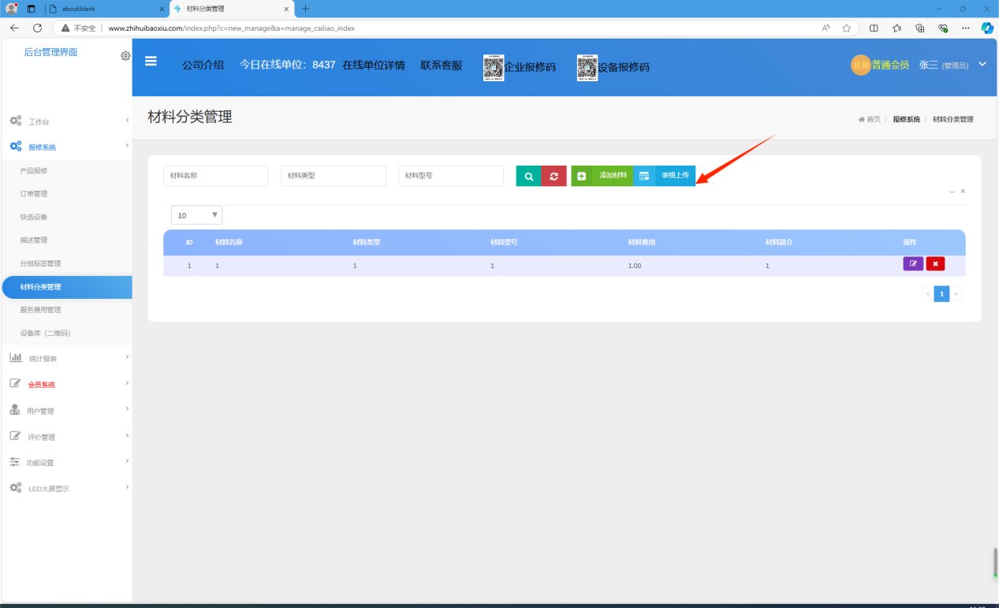 about:blank
材料分类管理
不安全
www.zhihuibaoxiu.com/index.php?c=new_manage&a=manage_cailiao_index
后台管理界面
公司介绍 今日在线单位：8437 在线单位详情 联系客服 企业报修码 设备报修码
普通会员 张三 (管理员)
材料分类管理
首页 / 报修系统 / 材料分类管理
工作台
报修系统
产品报修
订单管理
快选设备
描述管理
分组标签管理
材料分类管理
服务费用管理
设备库（二维码）
统计报表
会员系统
用户管理
评价管理
功能设置
LED大屏显示
材料名称 材料类型 材料型号 添加材料 表格上传
10
ID 材料名称 材料类型 材料型号 材料费用 材料简介 操作
1 1 1 1 1.00 1
« 1 »